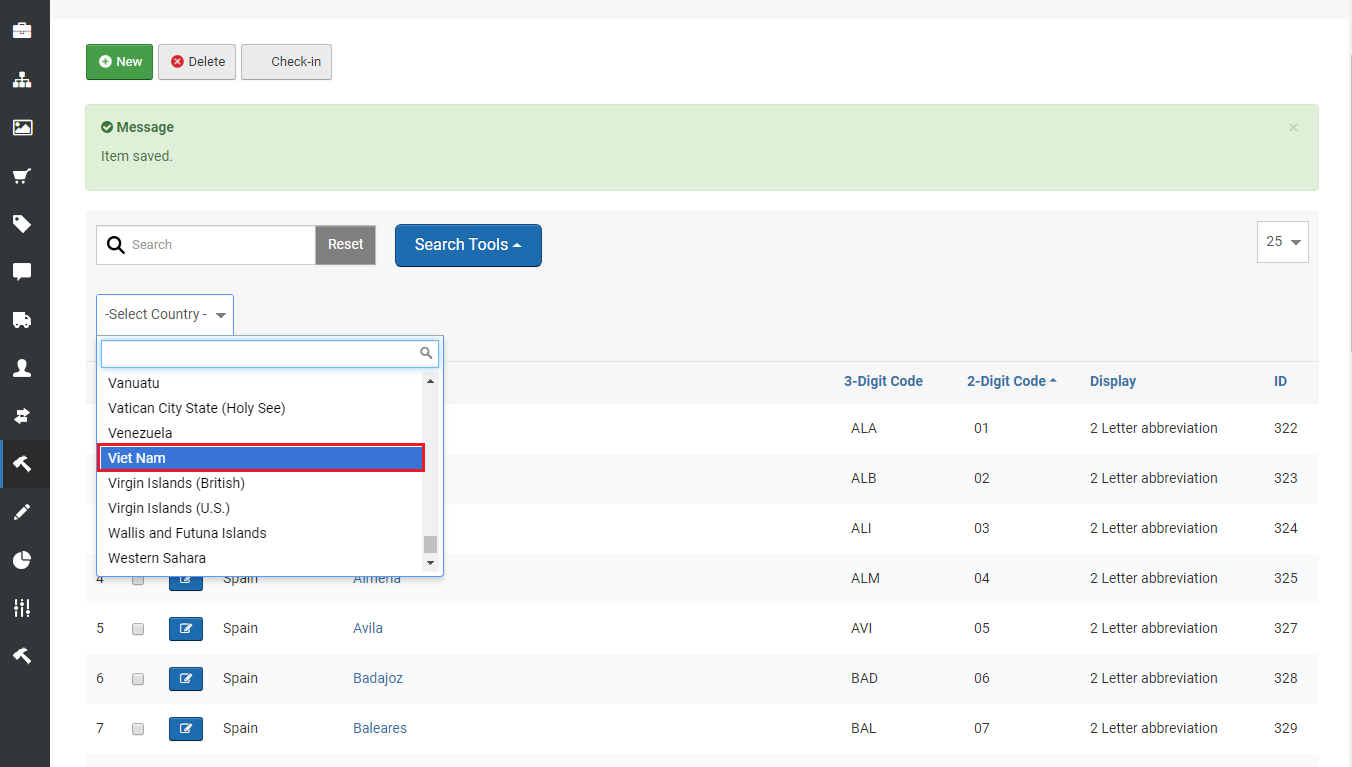 New Delete Check-in
Message ×
Item saved.
Search Reset Search Tools 25
-Select Country -
3-Digit Code 2-Digit Code Display ID
Vanuatu
Vatican City State (Holy See)
Venezuela
Viet Nam
Virgin Islands (British)
Virgin Islands (U.S.)
Wallis and Futuna Islands
Western Sahara
ALA 01 2 Letter abbreviation 322
ALB 02 2 Letter abbreviation 323
ALI 03 2 Letter abbreviation 324
4 Spain Almeria ALM 04 2 Letter abbreviation 325
5 Spain Avila AVI 05 2 Letter abbreviation 327
6 Spain Badajoz BAD 06 2 Letter abbreviation 328
7 Spain Baleares BAL 07 2 Letter abbreviation 329